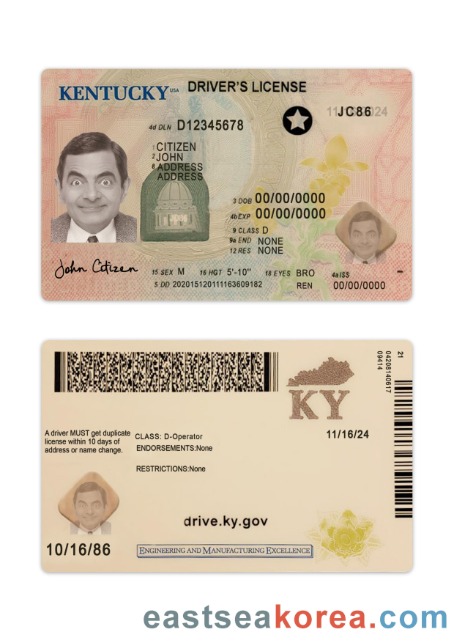 KENTUCKY USA DRIVER'S LICENSE
JC86
4d DLN D12345678
1 CITIZEN
2 JOHN
8 ADDRESS
ADDRESS
3 DOB 00/00/0000
4b EXP 00/00/0000
9 CLASS D
9a END NONE
12 RES NONE
John Citizen
15 SEX M 16 HGT 5'-10" 18 EYES BRO 4a ISS
5 DD 20201512011163609182 REN 00/00/0000
KY
21
04208140617
09414
11/16/24
A driver MUST get duplicate
license within 10 days of
address or name change.
CLASS: D-Operator
ENDORSEMENTS:None
RESTRICTIONS:None
drive.ky.gov
10/16/86
ENGINEERING AND MANUFACTURING EXCELLENCE
eastseakorea.com